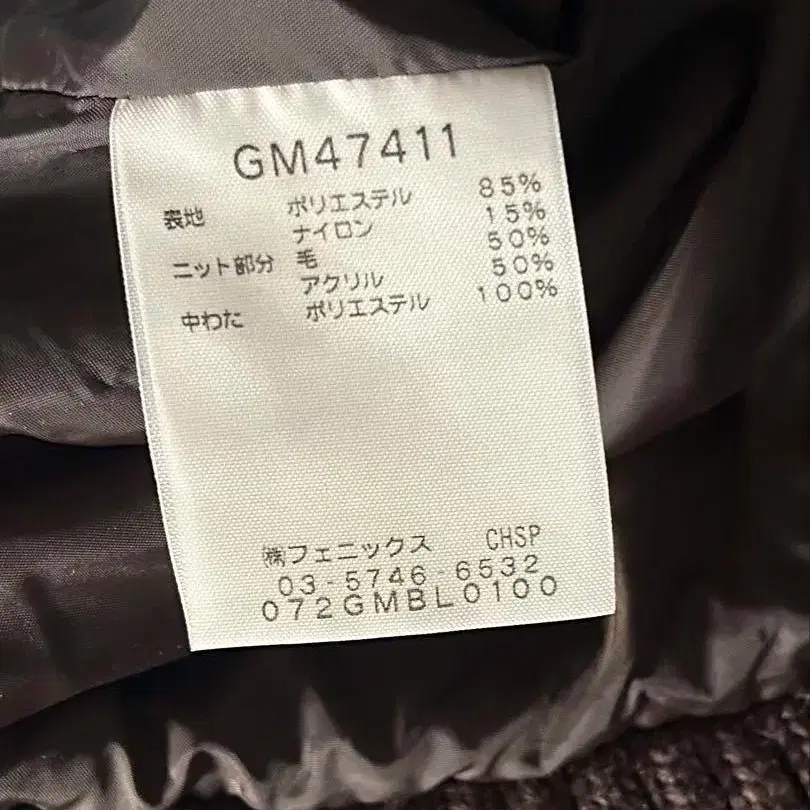 GM47411
表地 ポリエステル 85%
ナイロン 15%
ニット部分 毛 50%
アクリル 50%
中わた ポリエステル 100%
㈱フェニックス CHSP
03-5746-6532
072GMBL0100